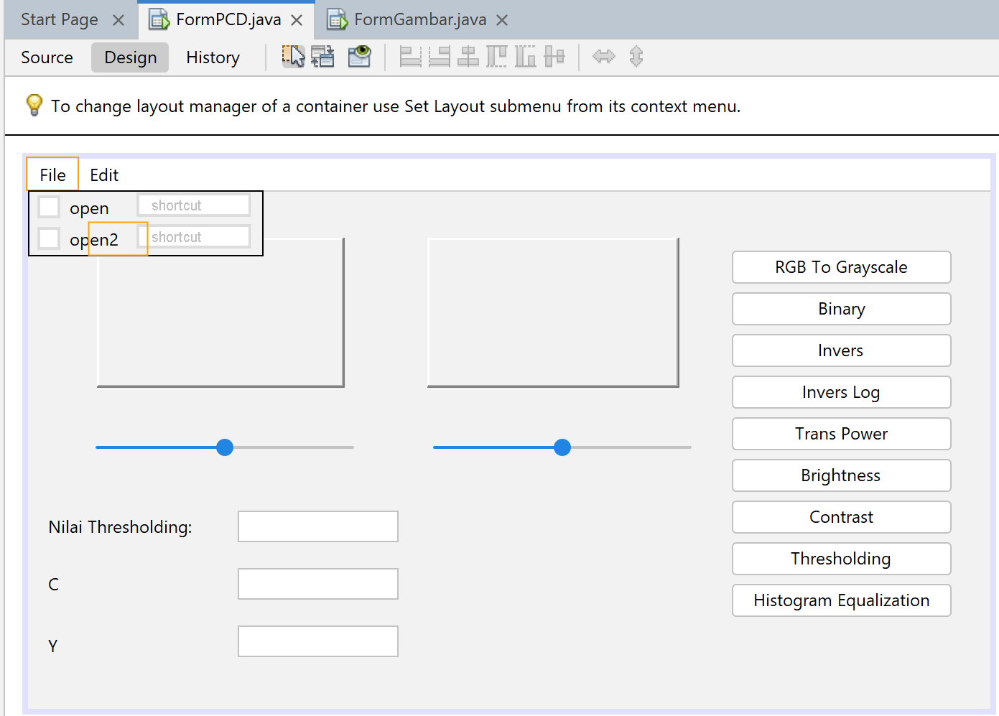 Start Page
FormPCD.java
FormGambar.java
Source Design History
To change layout manager of a container use Set Layout submenu from its context menu.
File Edit
open shortcut
open2 shortcut
RGB To Grayscale
Binary
Invers
Invers Log
Trans Power
Brightness
Contrast
Thresholding
Histogram Equalization
Nilai Thresholding:
C
Y